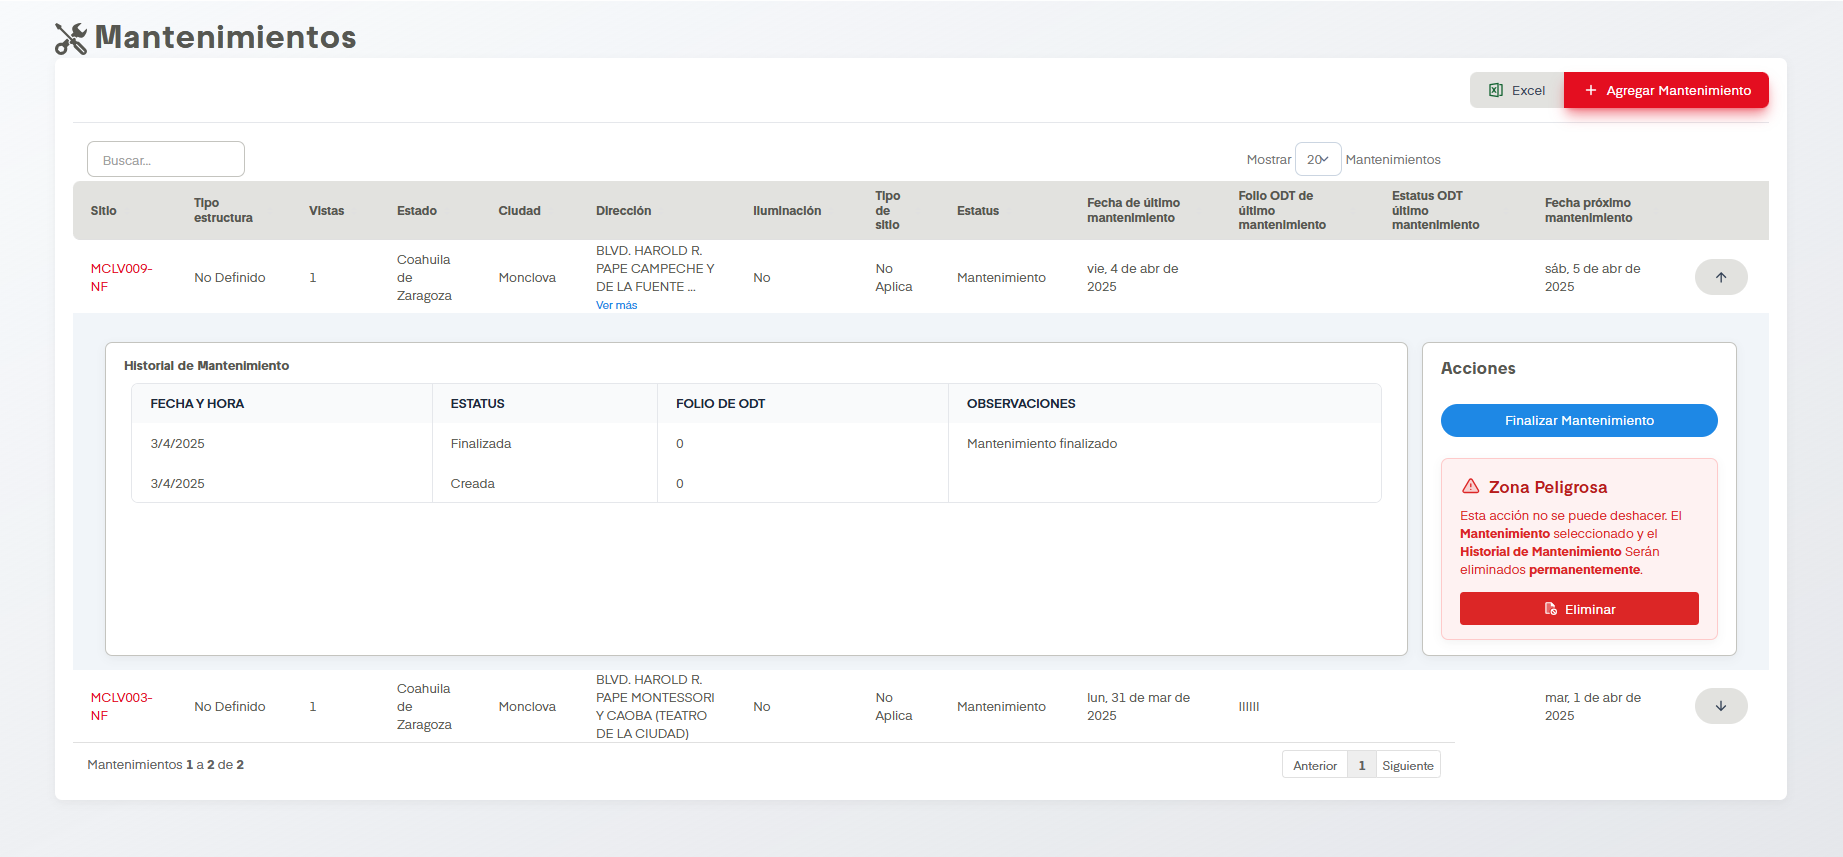 Mantenimientos
Excel
+ Agregar Mantenimiento
Buscar...
Mostrar 20 Mantenimientos
Sitio
Tipo
estructura
Vistas
Estado
Ciudad
Dirección
Iluminación
Tipo
de
sitio
Estatus
Fecha de último
mantenimiento
Folio ODT de
último
mantenimiento
Estatus ODT
último
mantenimiento
Fecha próximo
mantenimiento
MCLV009-
NF
No Definido
1
Coahuila
de
Zaragoza
Monclova
BLVD. HAROLD R.
PAPE CAMPECHE Y
DE LA FUENTE ...
Ver más
No
No
Aplica
Mantenimiento
vie, 4 de abr de
2025
sáb, 5 de abr de
2025
Historial de Mantenimiento
FECHA Y HORA
ESTATUS
FOLIO DE ODT
OBSERVACIONES
3/4/2025
Finalizada
0
Mantenimiento finalizado
3/4/2025
Creada
0
Acciones
Finalizar Mantenimiento
Zona Peligrosa
Esta acción no se puede deshacer. El
Mantenimiento seleccionado y el
Historial de Mantenimiento Serán
eliminados permanentemente.
Eliminar
MCLV003-
NF
No Definido
1
Coahuila
de
Zaragoza
Monclova
BLVD. HAROLD R.
PAPE MONTESSORI
Y CAOBA (TEATRO
DE LA CIUDAD)
No
No
Aplica
Mantenimiento
lun, 31 de mar de
2025
mar, 1 de abr de
2025
Mantenimientos 1 a 2 de 2
Anterior
1
Siguiente